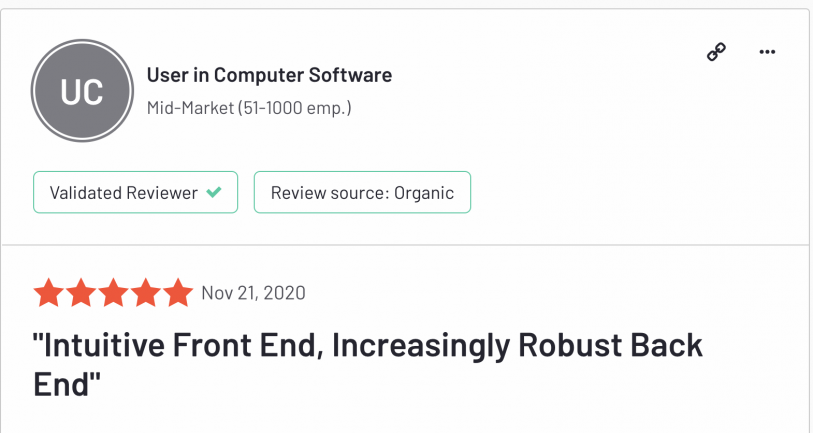 UC
User in Computer Software
Mid-Market (51-1000 emp.)
Validated Reviewer
Review source: Organic
Nov 21, 2020
"Intuitive Front End, Increasingly Robust Back
End"